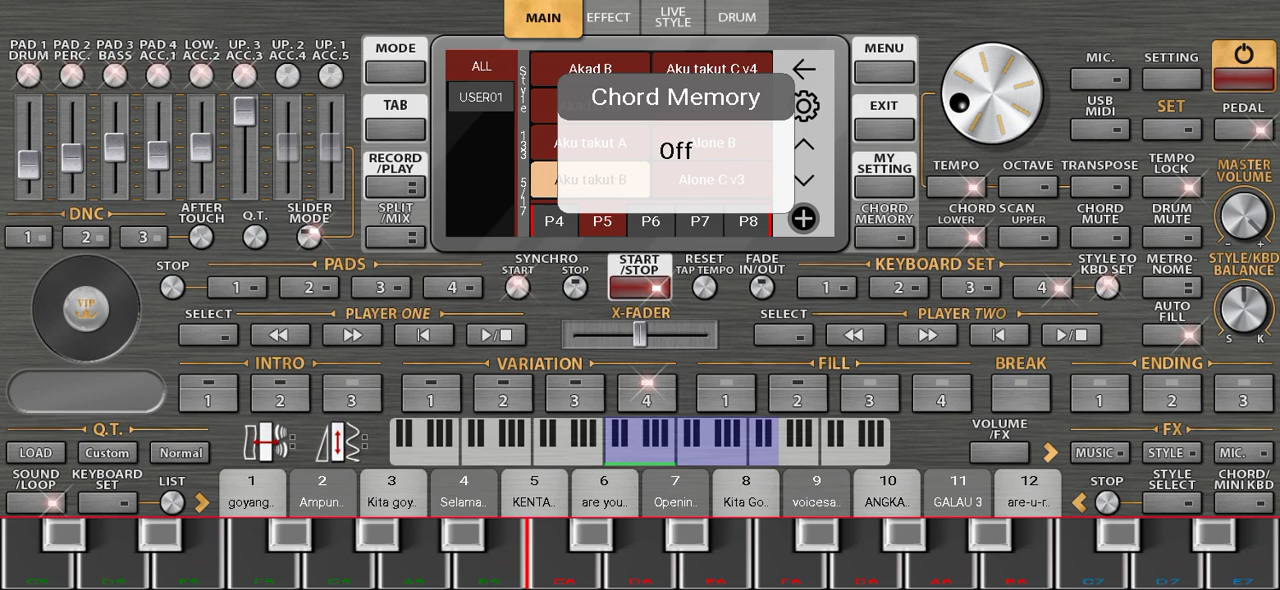 MAIN
EFFECT
LIVE
STYLE
DRUM
PAD 1 PAD 2 PAD 3 PAD 4 LOW. UP. 3 UP. 2 UP. 1
DRUM PERC. BASS ACC.1 ACC.2 ACC.3 ACC.4 ACC.5
MODE
TAB
RECORD
/PLAY
SPLIT
/MIX
ALL
USER01
Akad B
Aku takut C v4
Chord Memory
Off
Aku takut A
Alone B
Aku takut B
Alone C v3
P4 P5 P6 P7 P8
MENU
EXIT
MY
SETTING
CHORD
MEMORY
MIC.
SETTING
USB
MIDI
SET
PEDAL
TEMPO
OCTAVE
TRANSPOSE
TEMPO
LOCK
MASTER
VOLUME
CHORD SCAN
LOWER
UPPER
CHORD
MUTE
DRUM
MUTE
DNC
1 2 3
AFTER
TOUCH
Q.T.
SLIDER
MODE
STOP
PADS
1 2 3 4
SYNCHRO
START STOP
START
/STOP
RESET
TAP TEMPO
FADE
IN/OUT
KEYBOARD SET
1 2 3 4
STYLE TO
KBD SET
METRO-
NOME
STYLE/KBD
BALANCE
VIP
SELECT
PLAYER ONE
X-FADER
SELECT
PLAYER TWO
AUTO
FILL
S K
INTRO
1 2 3
VARIATION
1 2 3 4
FILL
1 2 3 4
BREAK
ENDING
1 2 3
Q.T.
LOAD
Custom
Normal
VOLUME
/FX
FX
MUSIC
STYLE
MIC.
SOUND
/LOOP
KEYBOARD
SET
LIST
1 2 3 4 5 6 7 8 9 10 11 12
goyang.. Ampun.. Kita goy.. Selama.. KENTA.. are you.. Openin.. Kita Go.. voicesa.. ANGKA.. GALAU 3 are-u-r..
STOP
STYLE
SELECT
CHORD/
MINI KBD
C7 D7 E7